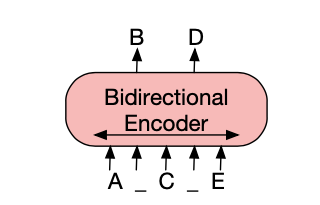 B D
Bidirectional
Encoder
A _ C _ E